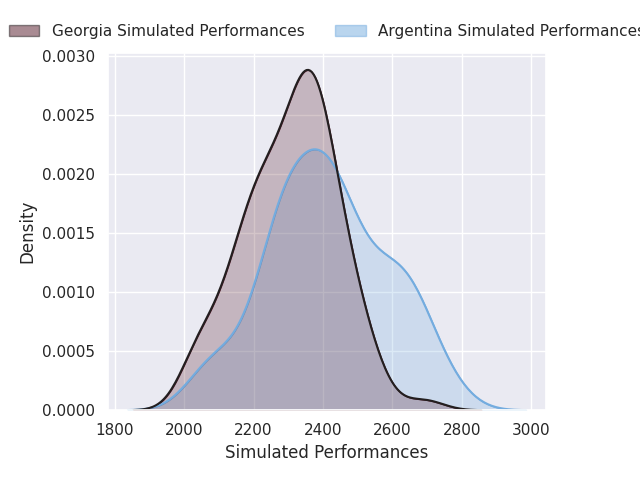 Georgia Simulated Performances Argentina Simulated Performances
0.0030
0.0025
0.0020
0.0015
0.0010
0.0005
0.0000
Density
1800 2000 2200 2400 2600 2800 3000
Simulated Performances